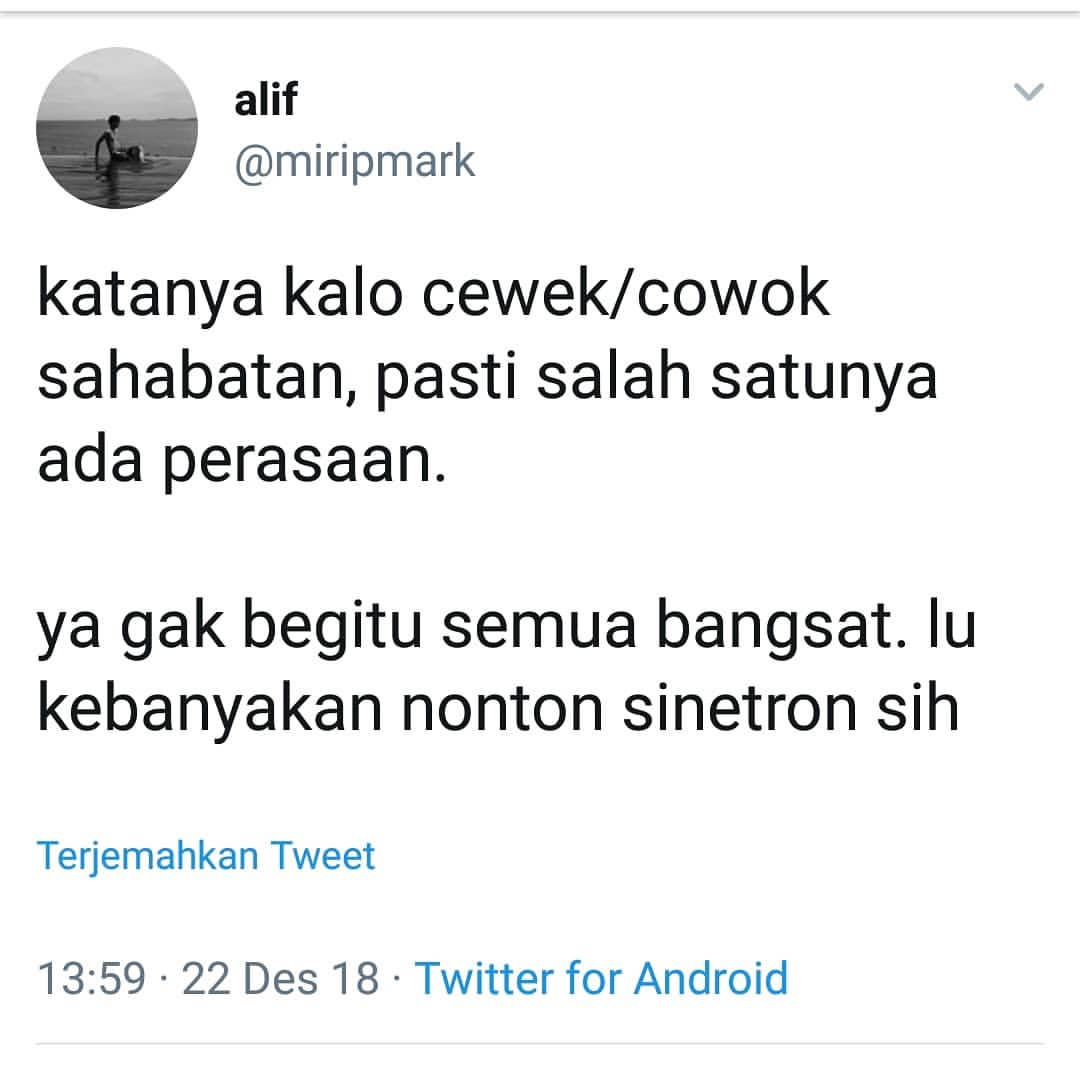 alif
@miripmark
katanya kalo cewek/cowok
sahabatan, pasti salah satunya
ada perasaan.
ya gak begitu semua bangsat. lu
kebanyakan nonton sinetron sih
Terjemahkan Tweet
13:59 · 22 Des 18 · Twitter for Android